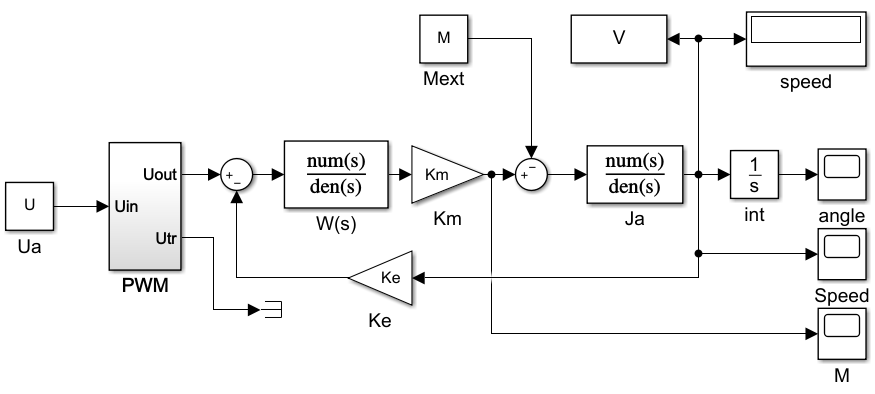 M
Mext
V
speed
Uout
Uin
Utr
PWM
U
Ua
+
−
num(s)
den(s)
W(s)
Km
Km
−
+
num(s)
den(s)
Ja
1
s
int
angle
Speed
Ke
Ke
M